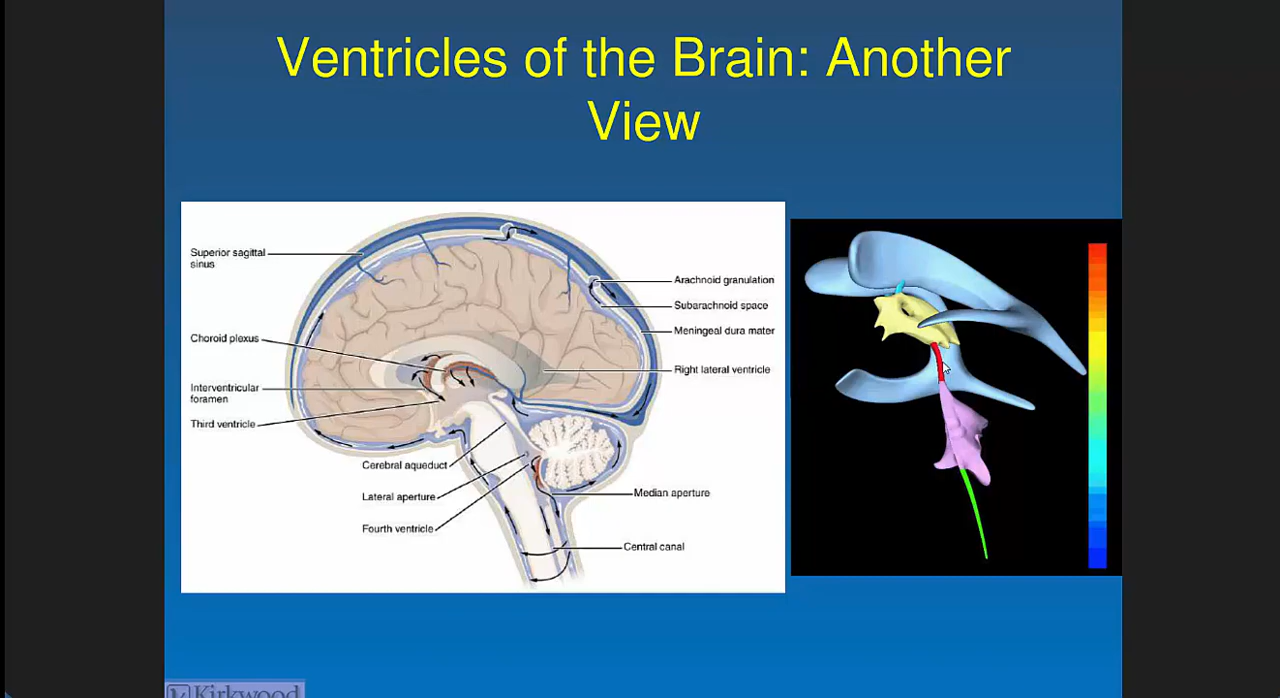 Ventricles of the Brain: Another
View
Superior sagittal
sinus
Choroid plexus
Interventricular
foramen
Third ventricle
Cerebral aqueduct
Lateral aperture
Fourth ventricle
Arachnoid granulation
Subarachnoid space
Meningeal dura mater
Right lateral ventricle
Median aperture
Central canal
Kirkwood